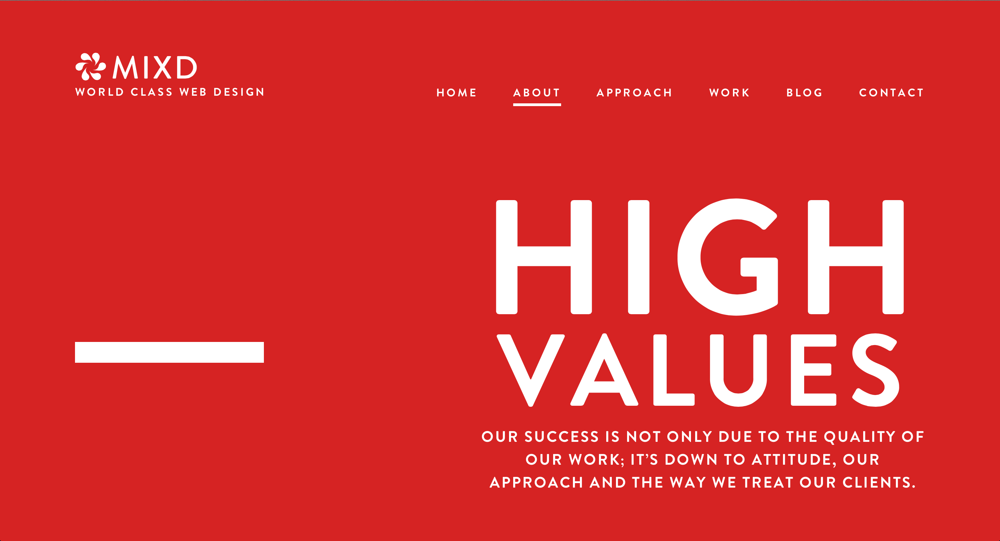 MIXD
WORLD CLASS WEB DESIGN
HOME ABOUT APPROACH WORK BLOG CONTACT
HIGH
VALUES
OUR SUCCESS IS NOT ONLY DUE TO THE QUALITY OF
OUR WORK; IT’S DOWN TO ATTITUDE, OUR
APPROACH AND THE WAY WE TREAT OUR CLIENTS.